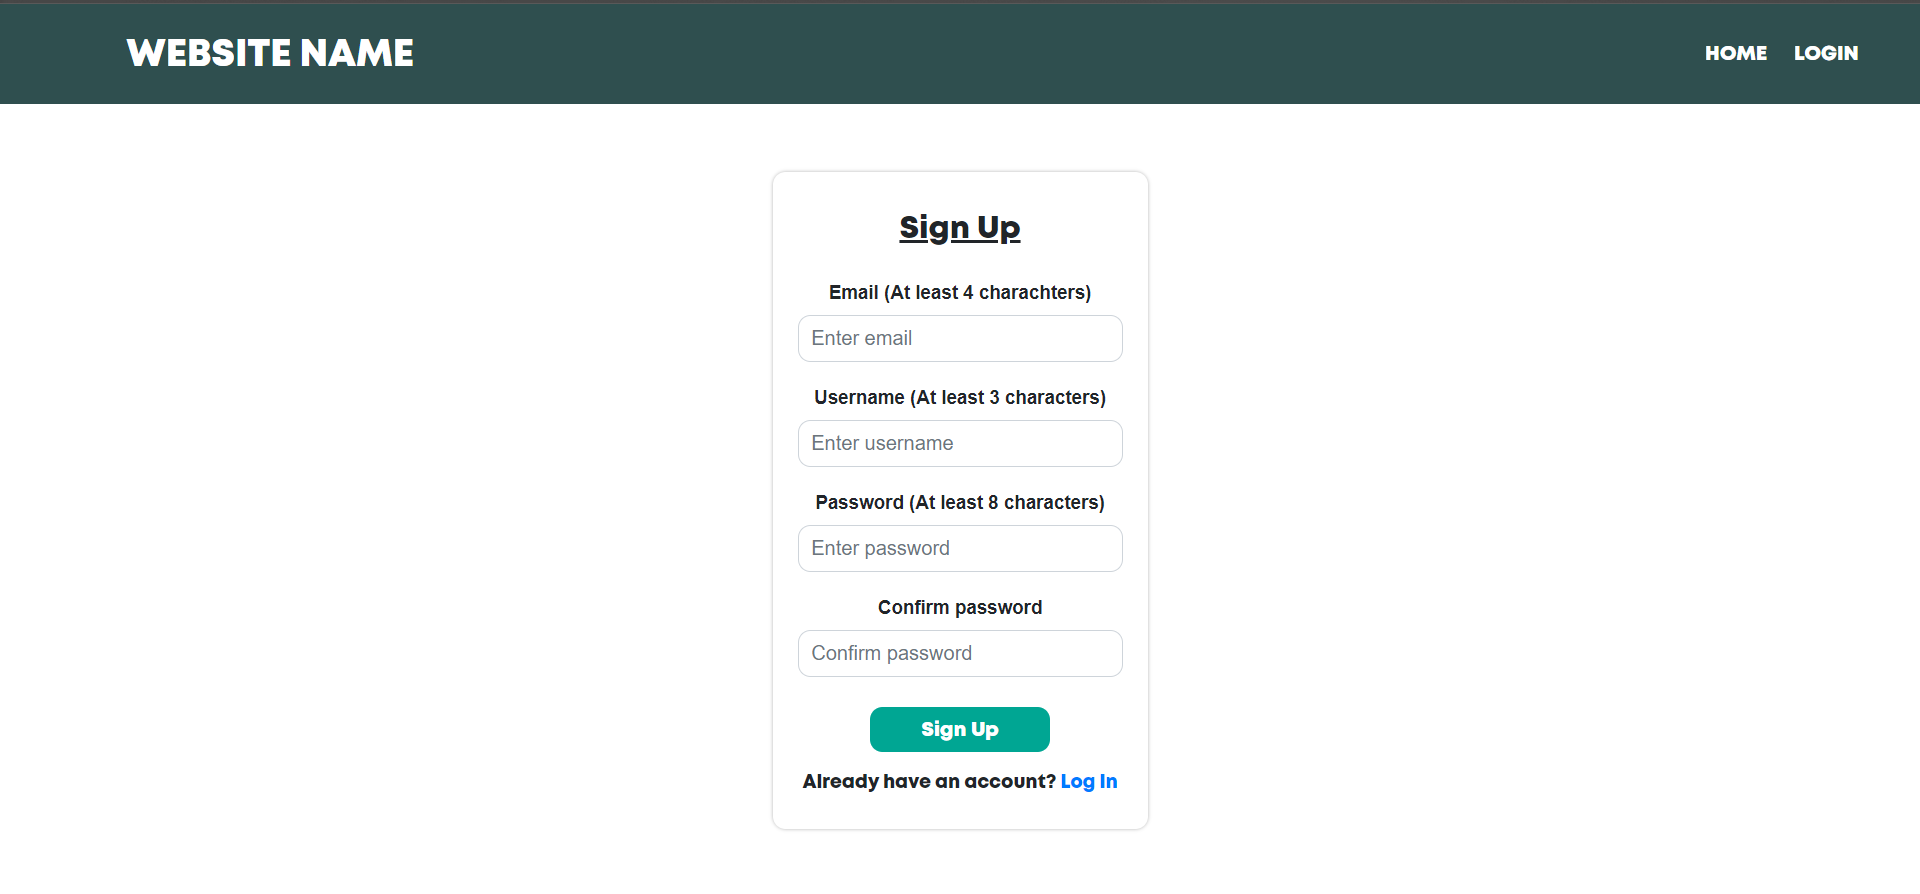 WEBSITE NAME
HOME LOGIN
Sign Up
Email (At least 4 charachters)
Enter email
Username (At least 3 characters)
Enter username
Password (At least 8 characters)
Enter password
Confirm password
Confirm password
Sign Up
Already have an account? Log In